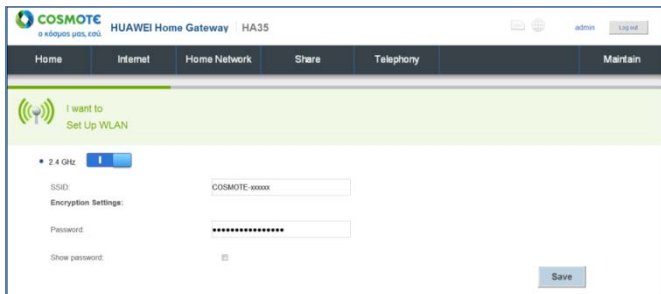 COSMOTE
ο κόσμος μας, εσύ.
HUAWEI Home Gateway HA35
admin
Log out
Home Internet Home Network Share Telephony Maintain
I want to
Set Up WLAN
2.4 GHz
SSID: COSMOTE-xxxxxx
Encryption Settings:
Password: ••••••••••••••••
Show password:
Save